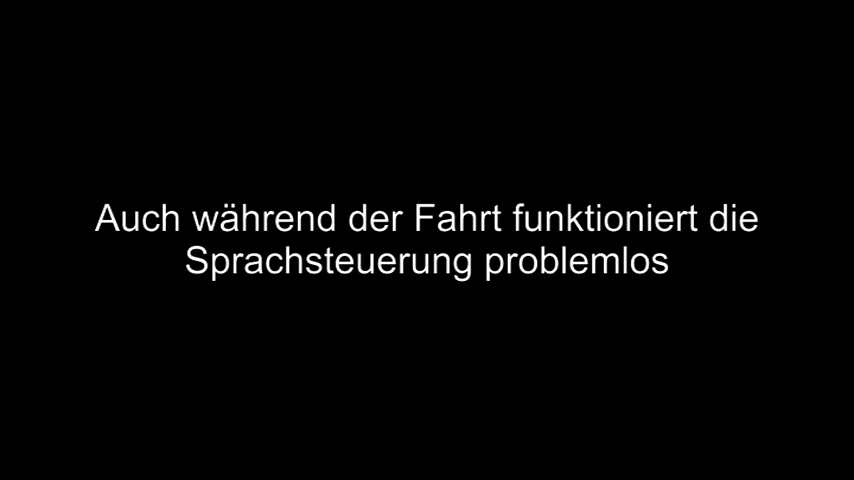 Auch während der Fahrt funktioniert die
Sprachsteuerung problemlos